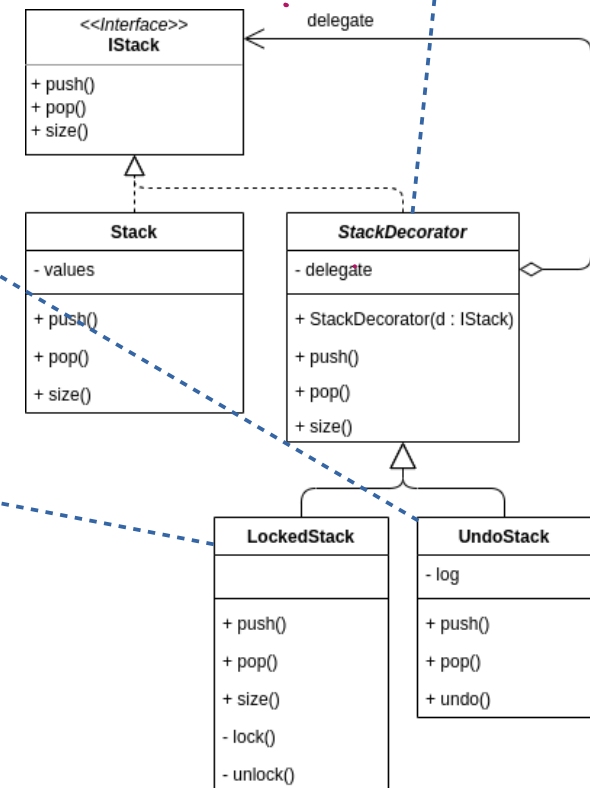 delegate
<<Interface>>
IStack
+ push()
+ pop()
+ size()
Stack
- values
+ push()
+ pop()
+ size()
StackDecorator
- delegate
+ StackDecorator(d : IStack)
+ push()
+ pop()
+ size()
LockedStack
+ push()
+ pop()
+ size()
- lock()
- unlock()
UndoStack
- log
+ push()
+ pop()
+ undo()